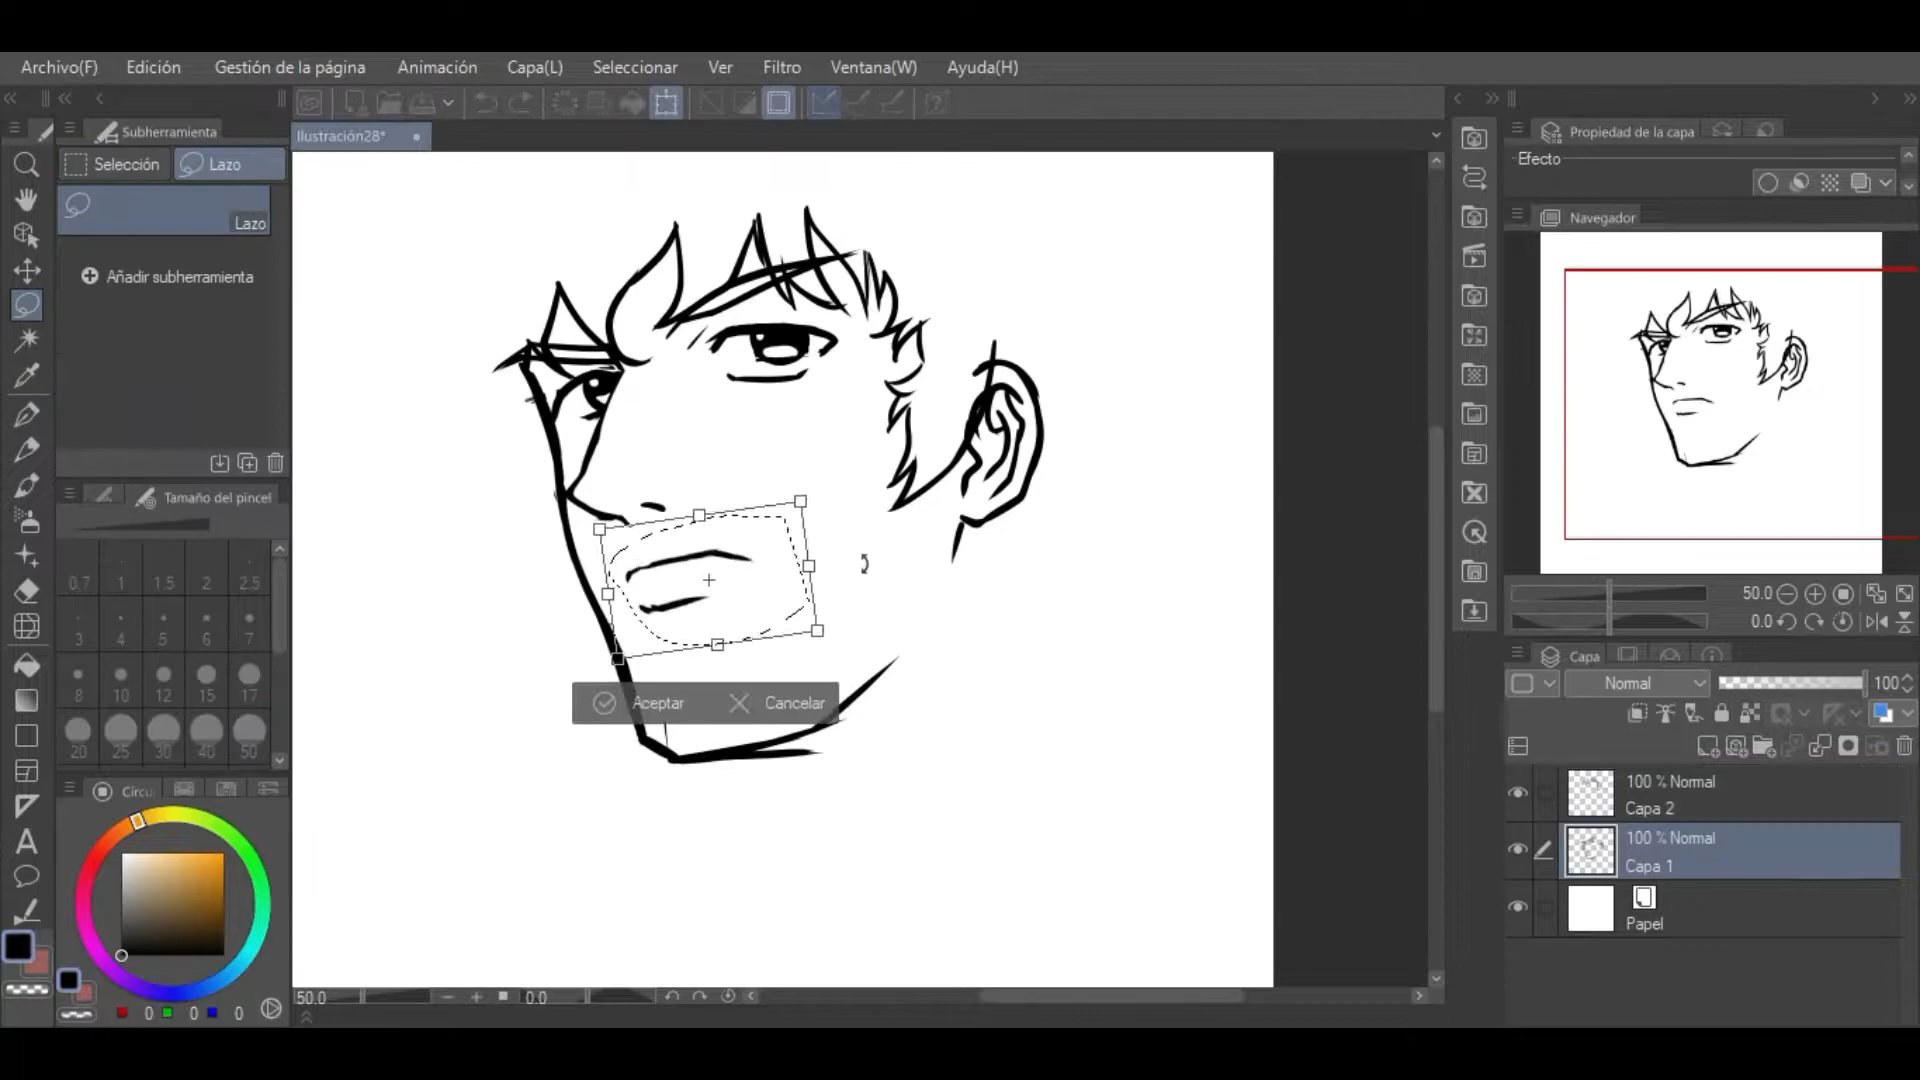 Archivo(F) Edición Gestión de la página Animación Capa(L) Seleccionar Ver Filtro Ventana(W) Ayuda(H)
Subherramienta
Ilustración28*
Propiedad de la capa
Selección Lazo
Efecto
Lazo
Navegador
Añadir subherramienta
Tamaño del pincel
0.7 1 1.5 2 2.5
3 4 5 6 7
8 10 12 15 17
20 25 30 40 50
50.0
0.0
Capa
Normal 100
Aceptar Cancelar
Círcu
100 % Normal
Capa 2
100 % Normal
Capa 1
Papel
A
50.0 0.0
0 0 0